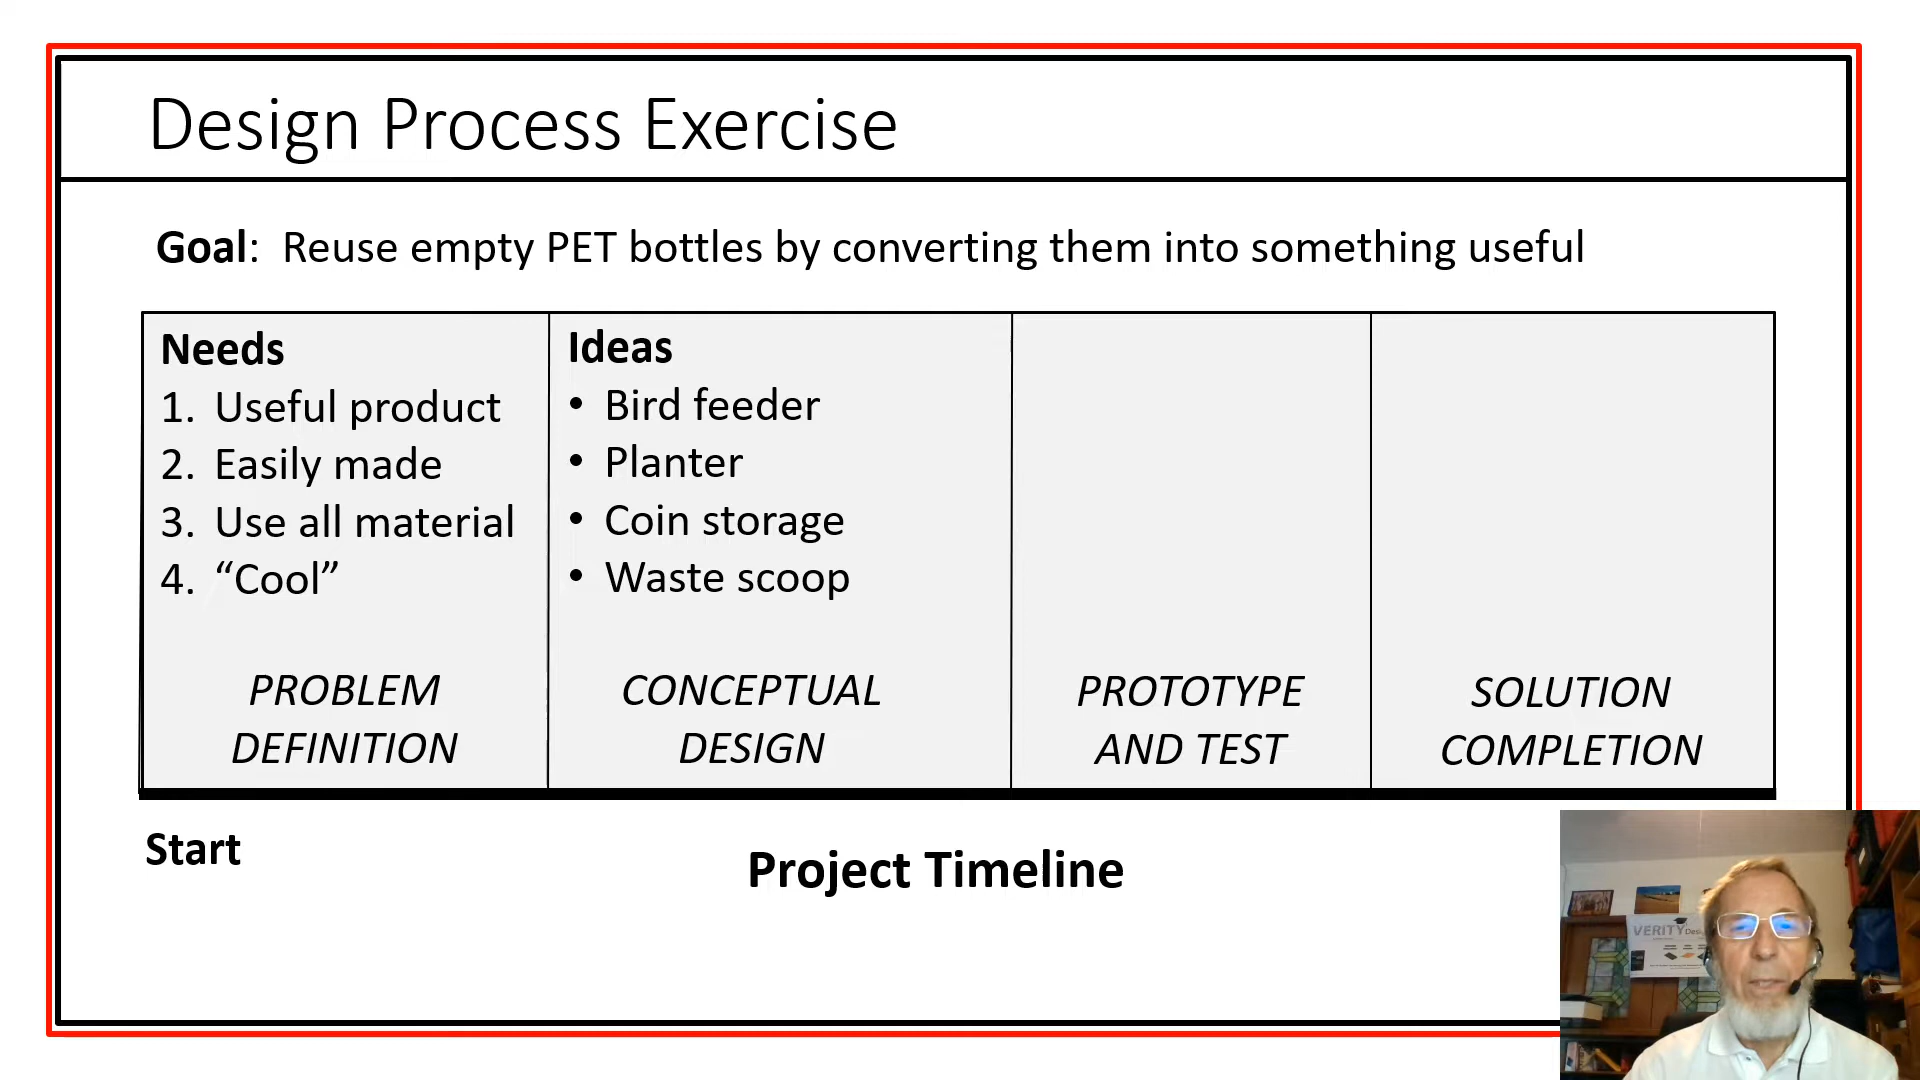 Design Process Exercise
Goal: Reuse empty PET bottles by converting them into something useful
Needs
1. Useful product
2. Easily made
3. Use all material
4. “Cool”
PROBLEM
DEFINITION
Ideas
• Bird feeder
• Planter
• Coin storage
• Waste scoop
CONCEPTUAL
DESIGN
PROTOTYPE
AND TEST
SOLUTION
COMPLETION
Start
Project Timeline
VERITY